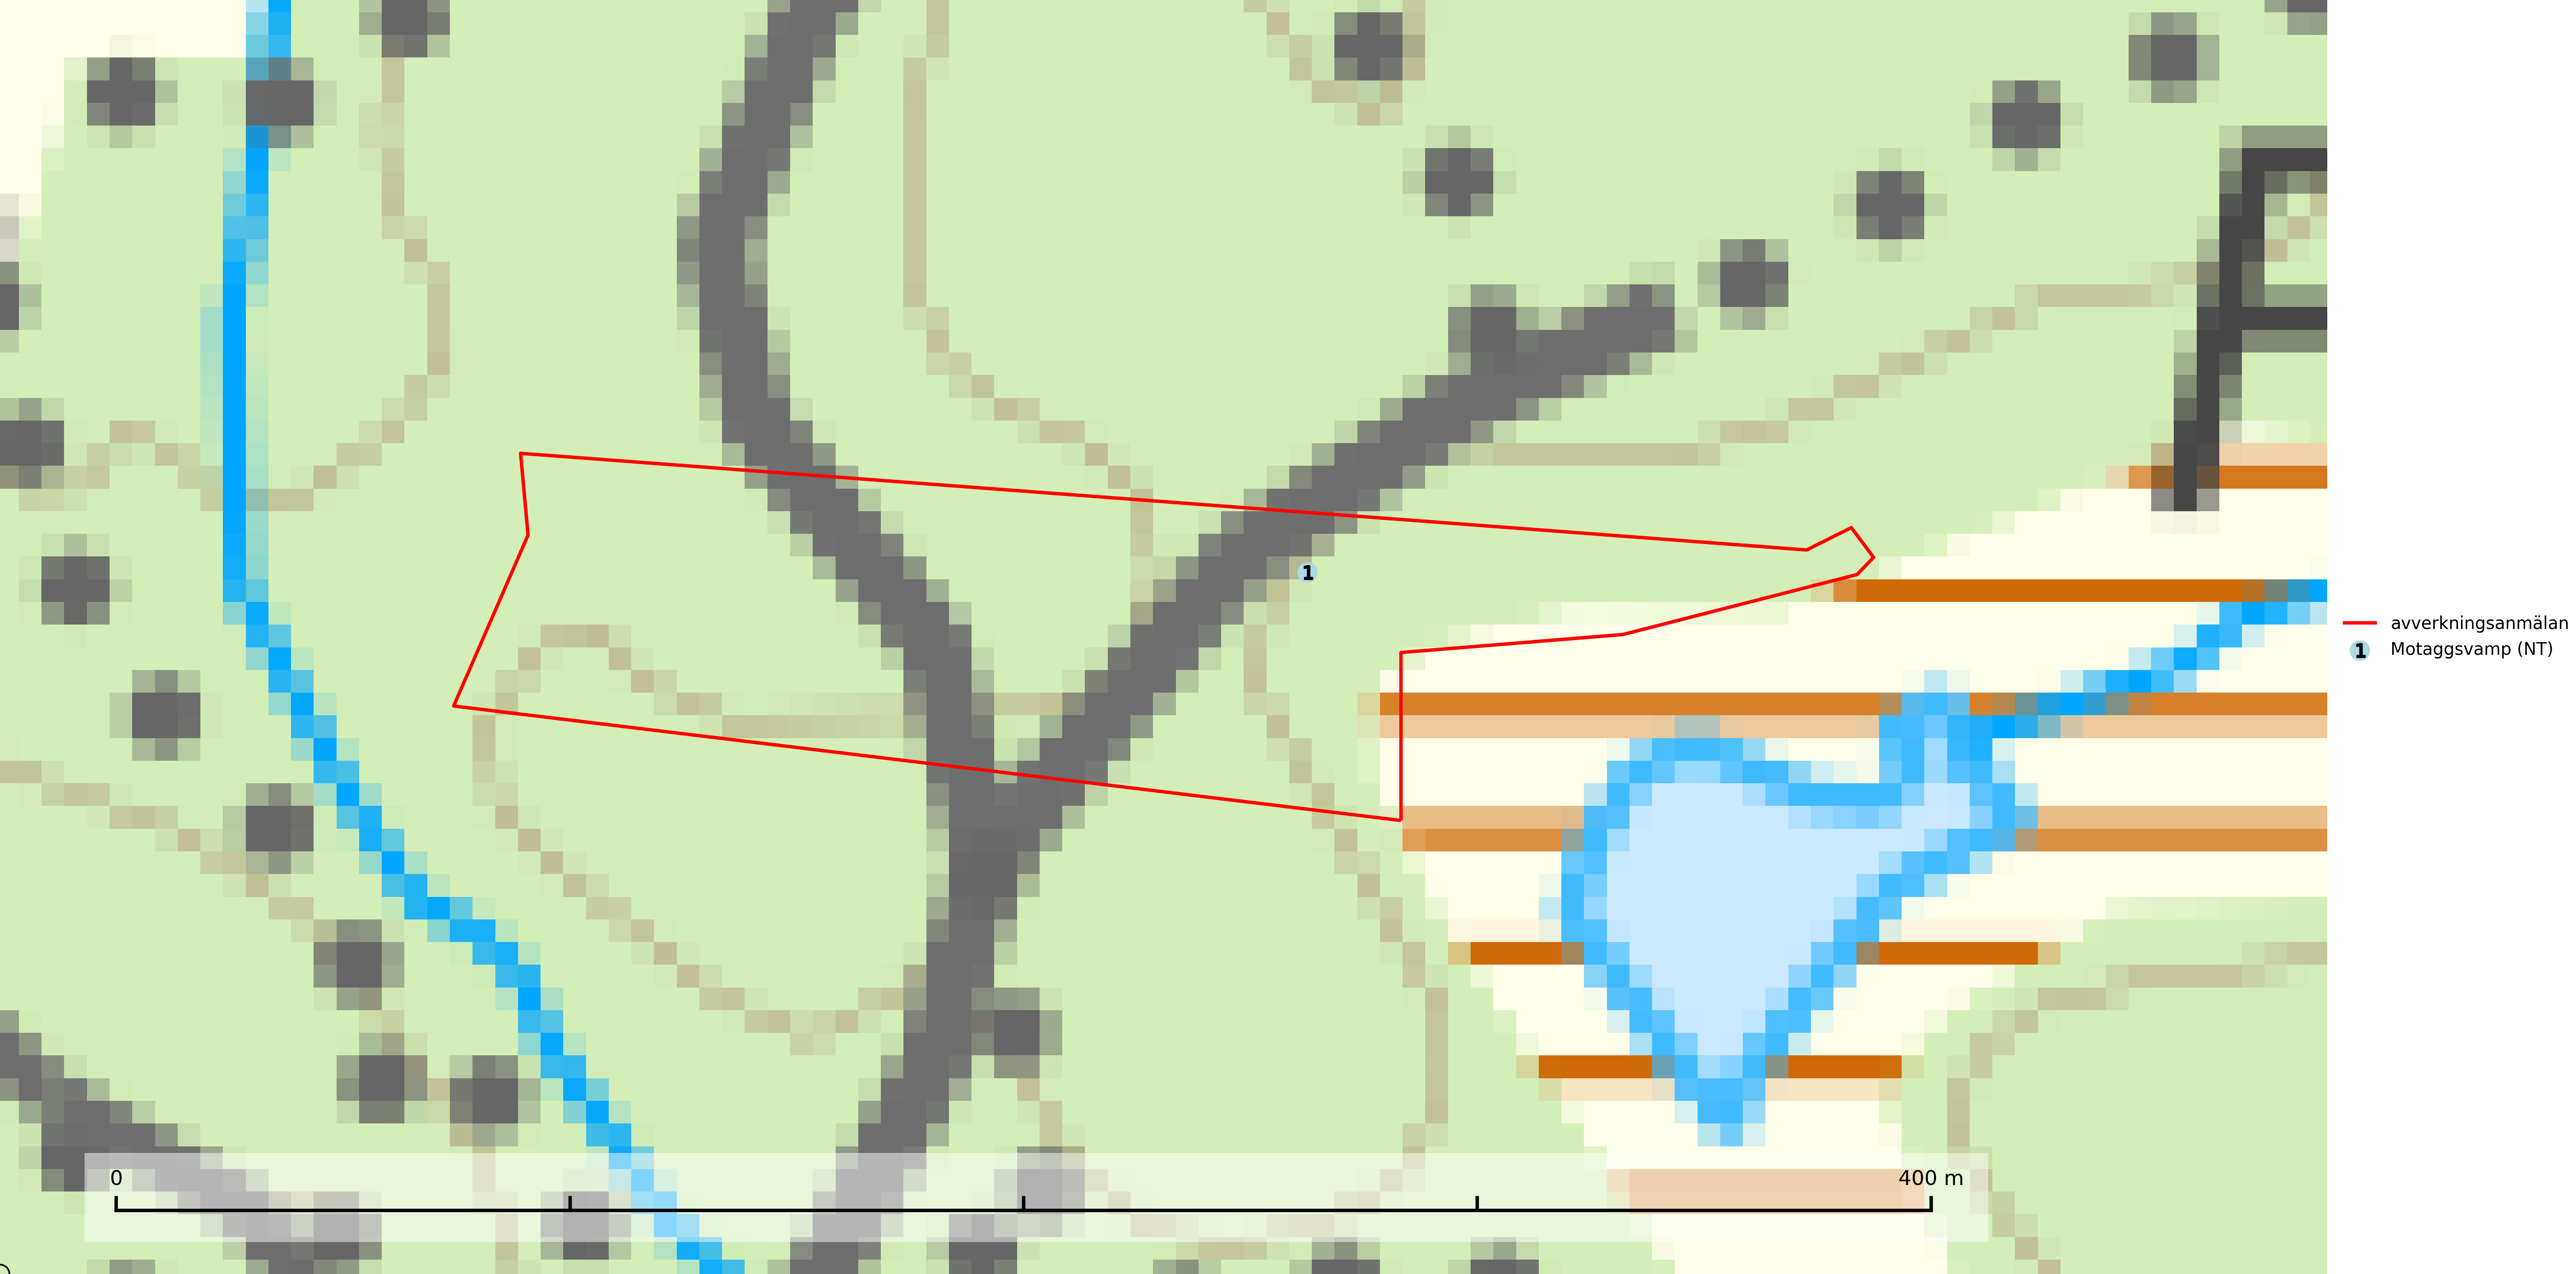 1
avverkningsanmälan
1 Motaggsvamp (NT)
0 400 m